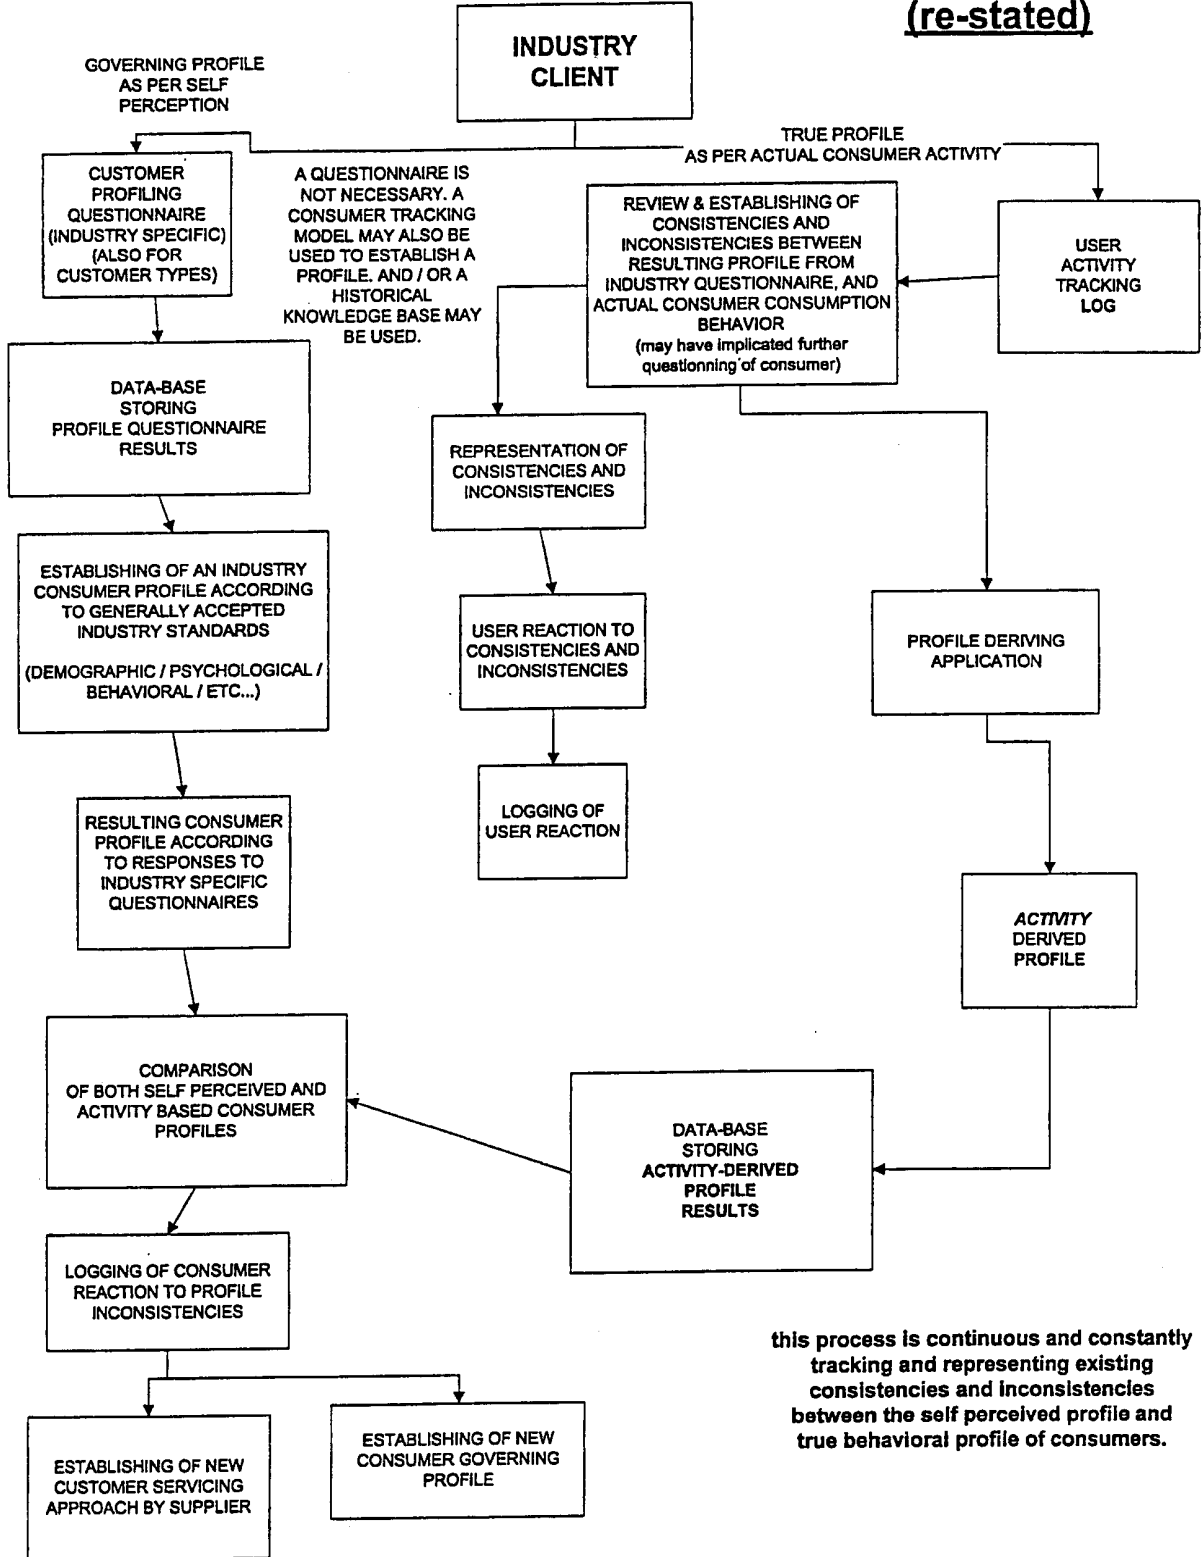 (re-stated)
INDUSTRY
CLIENT
GOVERNING PROFILE
AS PER SELF
PERCEPTION
TRUE PROFILE
AS PER ACTUAL CONSUMER ACTIVITY
CUSTOMER
PROFILING
QUESTIONNAIRE
(INDUSTRY SPECIFIC)
(ALSO FOR
CUSTOMER TYPES)
A QUESTIONNAIRE IS
NOT NECESSARY. A
CONSUMER TRACKING
MODEL MAY ALSO BE
USED TO ESTABLISH A
PROFILE. AND / OR A
HISTORICAL
KNOWLEDGE BASE MAY
BE USED.
REVIEW & ESTABLISHING OF
CONSISTENCIES AND
INCONSISTENCIES BETWEEN
RESULTING PROFILE FROM
INDUSTRY QUESTIONNAIRE, AND
ACTUAL CONSUMER CONSUMPTION
BEHAVIOR
(may have implicated further
questionning of consumer)
USER
ACTIVITY
TRACKING
LOG
DATA-BASE
STORING
PROFILE QUESTIONNAIRE
RESULTS
REPRESENTATION OF
CONSISTENCIES AND
INCONSISTENCIES
ESTABLISHING OF AN INDUSTRY
CONSUMER PROFILE ACCORDING
TO GENERALLY ACCEPTED
INDUSTRY STANDARDS
(DEMOGRAPHIC / PSYCHOLOGICAL /
BEHAVIORAL / ETC...)
USER REACTION TO
CONSISTENCIES AND
INCONSISTENCIES
PROFILE DERIVING
APPLICATION
LOGGING OF
USER REACTION
RESULTING CONSUMER
PROFILE ACCORDING
TO RESPONSES TO
INDUSTRY SPECIFIC
QUESTIONNAIRES
ACTIVITY
DERIVED
PROFILE
COMPARISON
OF BOTH SELF PERCEIVED AND
ACTIVITY BASED CONSUMER
PROFILES
DATA-BASE
STORING
ACTIVITY-DERIVED
PROFILE
RESULTS
LOGGING OF CONSUMER
REACTION TO PROFILE
INCONSISTENCIES
this process is continuous and constantly
tracking and representing existing
consistencies and inconsistencies
between the self perceived profile and
true behavioral profile of consumers.
ESTABLISHING OF NEW
CUSTOMER SERVICING
APPROACH BY SUPPLIER
ESTABLISHING OF NEW
CONSUMER GOVERNING
PROFILE